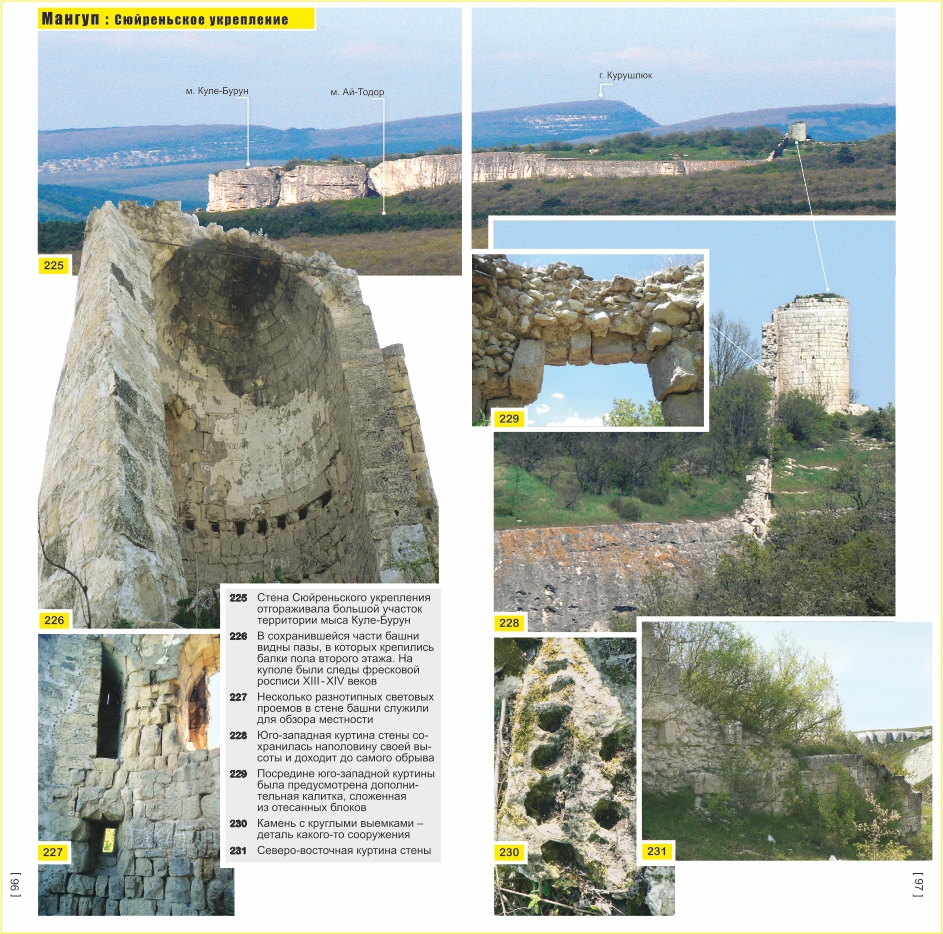 Мангуп : Сюйреньское укрепление
м. Куле-Бурун
м. Ай-Тодор
г. Курушлюк
225
226
229
228
225 Стена Сюйреньского укрепления
отгораживала большой участок
территории мыса Куле-Бурун
226 В сохранившейся части башни
видны пазы, в которых крепились
балки пола второго этажа. На
куполе были следы фресковой
росписи XIII-XIV веков
227 Несколько разнотипных световых
проемов в стене башни служили
для обзора местности
228 Юго-западная куртина стены со-
хранилась наполовину своей вы-
соты и доходит до самого обрыва
229 Посредине юго-западной куртины
была предусмотрена дополни-
тельная калитка, сложенная
из отесанных блоков
230 Камень с круглыми выемками –
деталь какого-то сооружения
231 Северо-восточная куртина стены
227
230
231
[ 96 ]
[ 97 ]